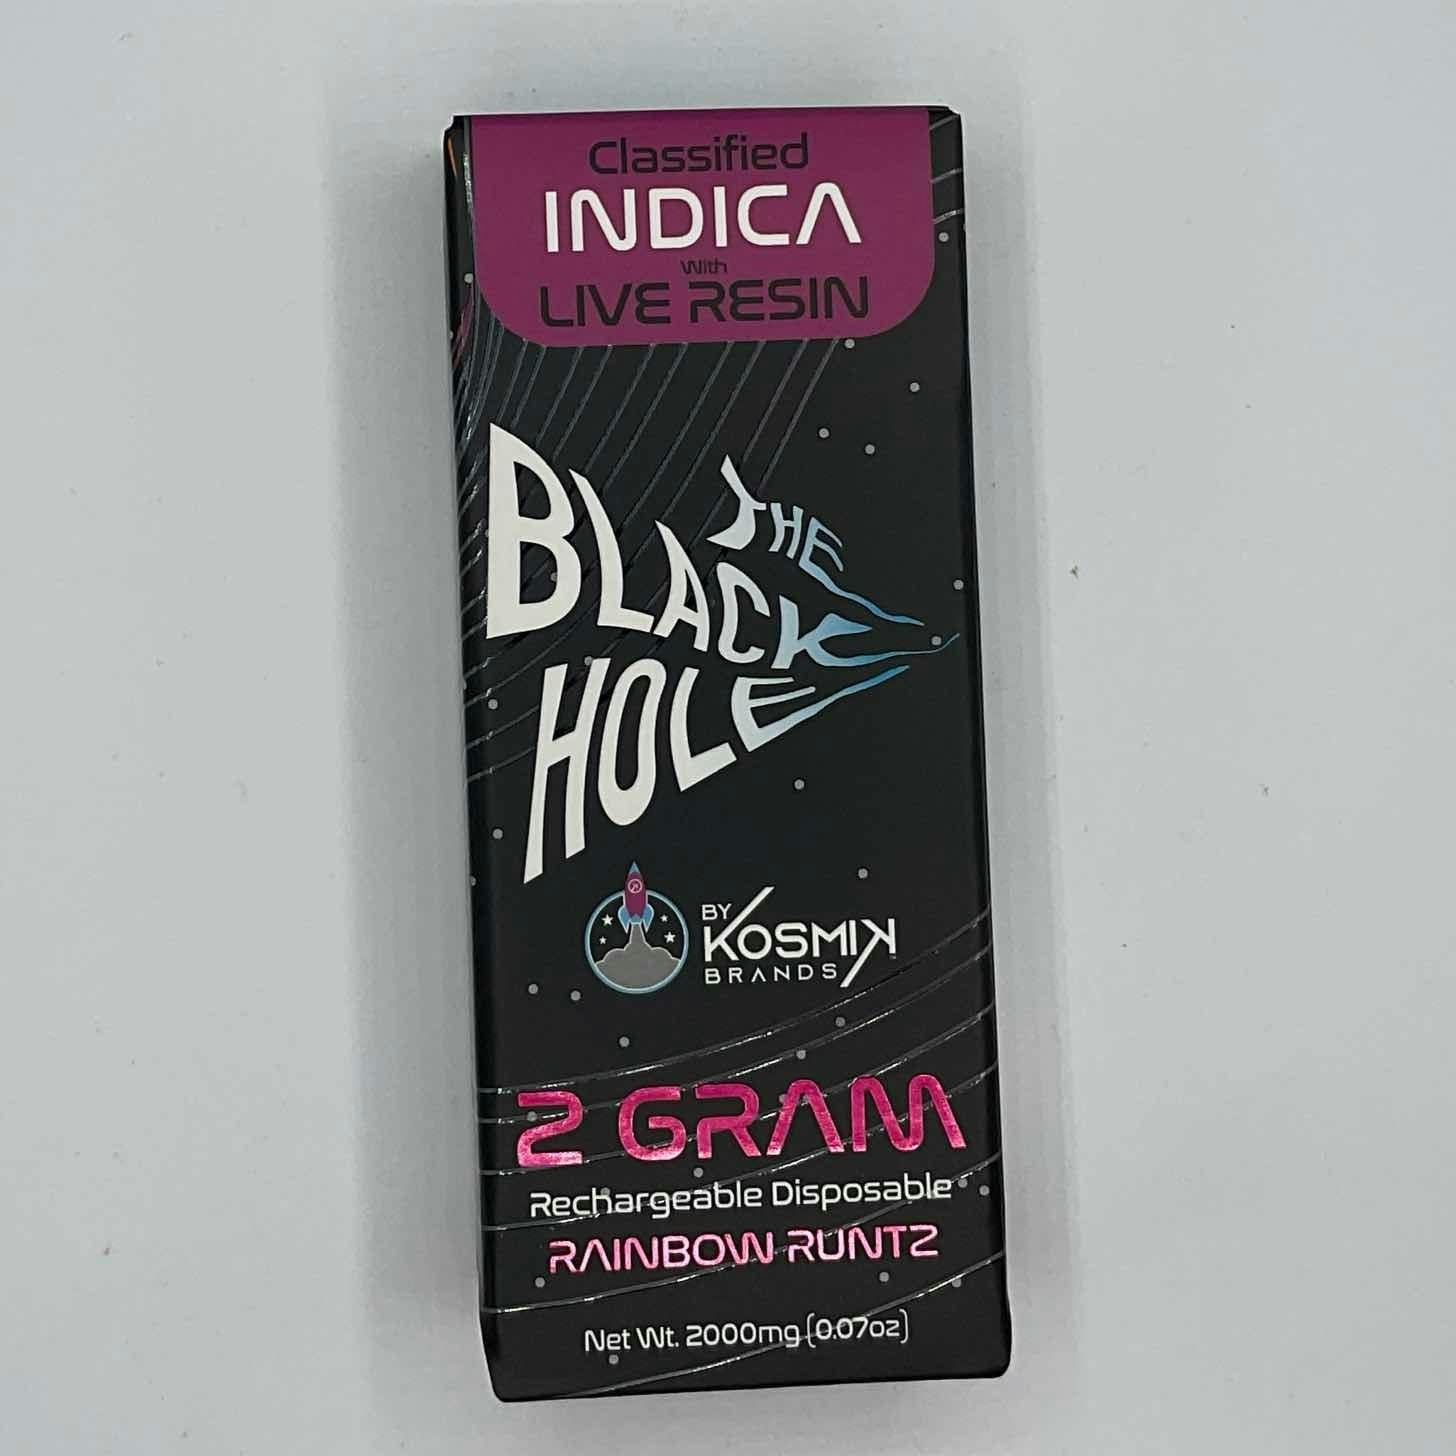 Classified
INDICA
with
LIVE RESIN
THE
BLACK
HOLE
BY
KOSMIK
BRANDS
2 GRAM
Rechargeable Disposable
RAINBOW RUNTZ
Net Wt. 2000mg (0.07oz)